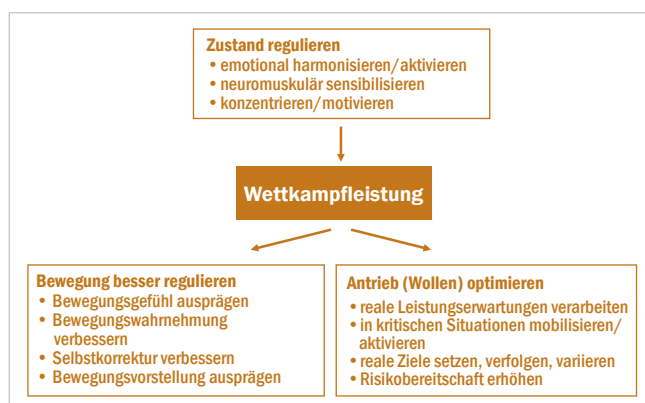 Zustand regulieren
• emotional harmonisieren/aktivieren
• neuromuskulär sensibilisieren
• konzentrieren/motivieren
Wettkampfleistung
Bewegung besser regulieren
• Bewegungsgefühl ausprägen
• Bewegungswahrnehmung
verbessern
• Selbstkorrektur verbessern
• Bewegungsvorstellung ausprägen
Antrieb (Wollen) optimieren
• reale Leistungserwartungen verarbeiten
• in kritischen Situationen mobilisieren/
aktivieren
• reale Ziele setzen, verfolgen, variieren
• Risikobereitschaft erhöhen